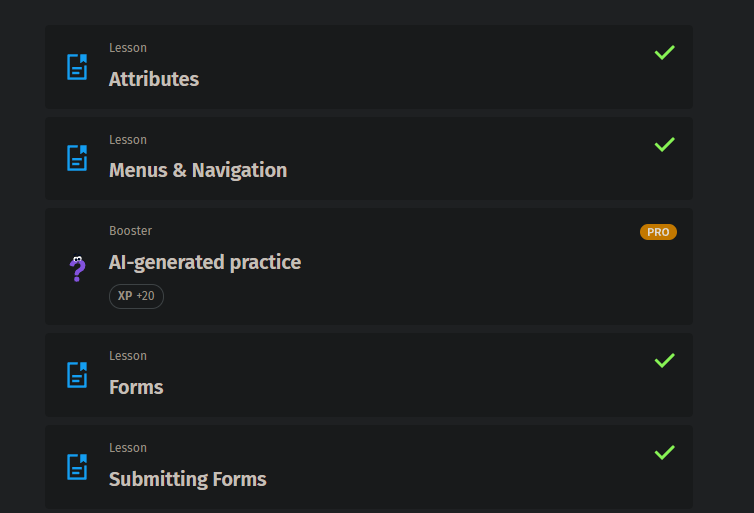 Lesson
Attributes
Lesson
Menus & Navigation
Booster
PRO
AI-generated practice
XP +20
Lesson
Forms
Lesson
Submitting Forms